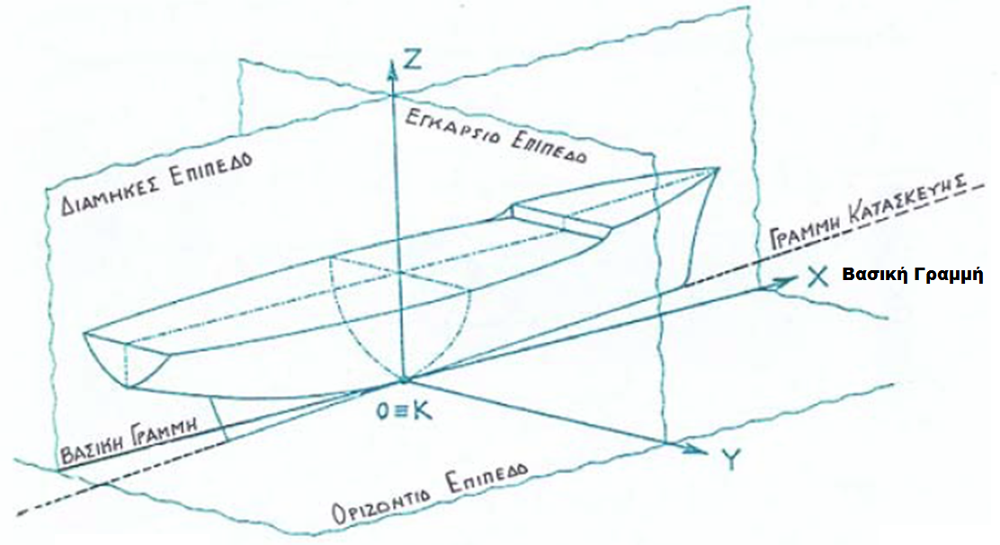 Z
ΕΓΚΑΡΣΙΟ ΕΠΙΠΕΔΟ
ΔΙΑΜΗΚΕΣ ΕΠΙΠΕΔΟ
ΓΡΑΜΜΗ ΚΑΤΑΣΚΕΥΗΣ
X Βασική Γραμμή
O≡K
ΒΑΣΙΚΗ ΓΡΑΜΜΗ
Y
ΟΡΙΖΟΝΤΙΟ ΕΠΙΠΕΔΟ